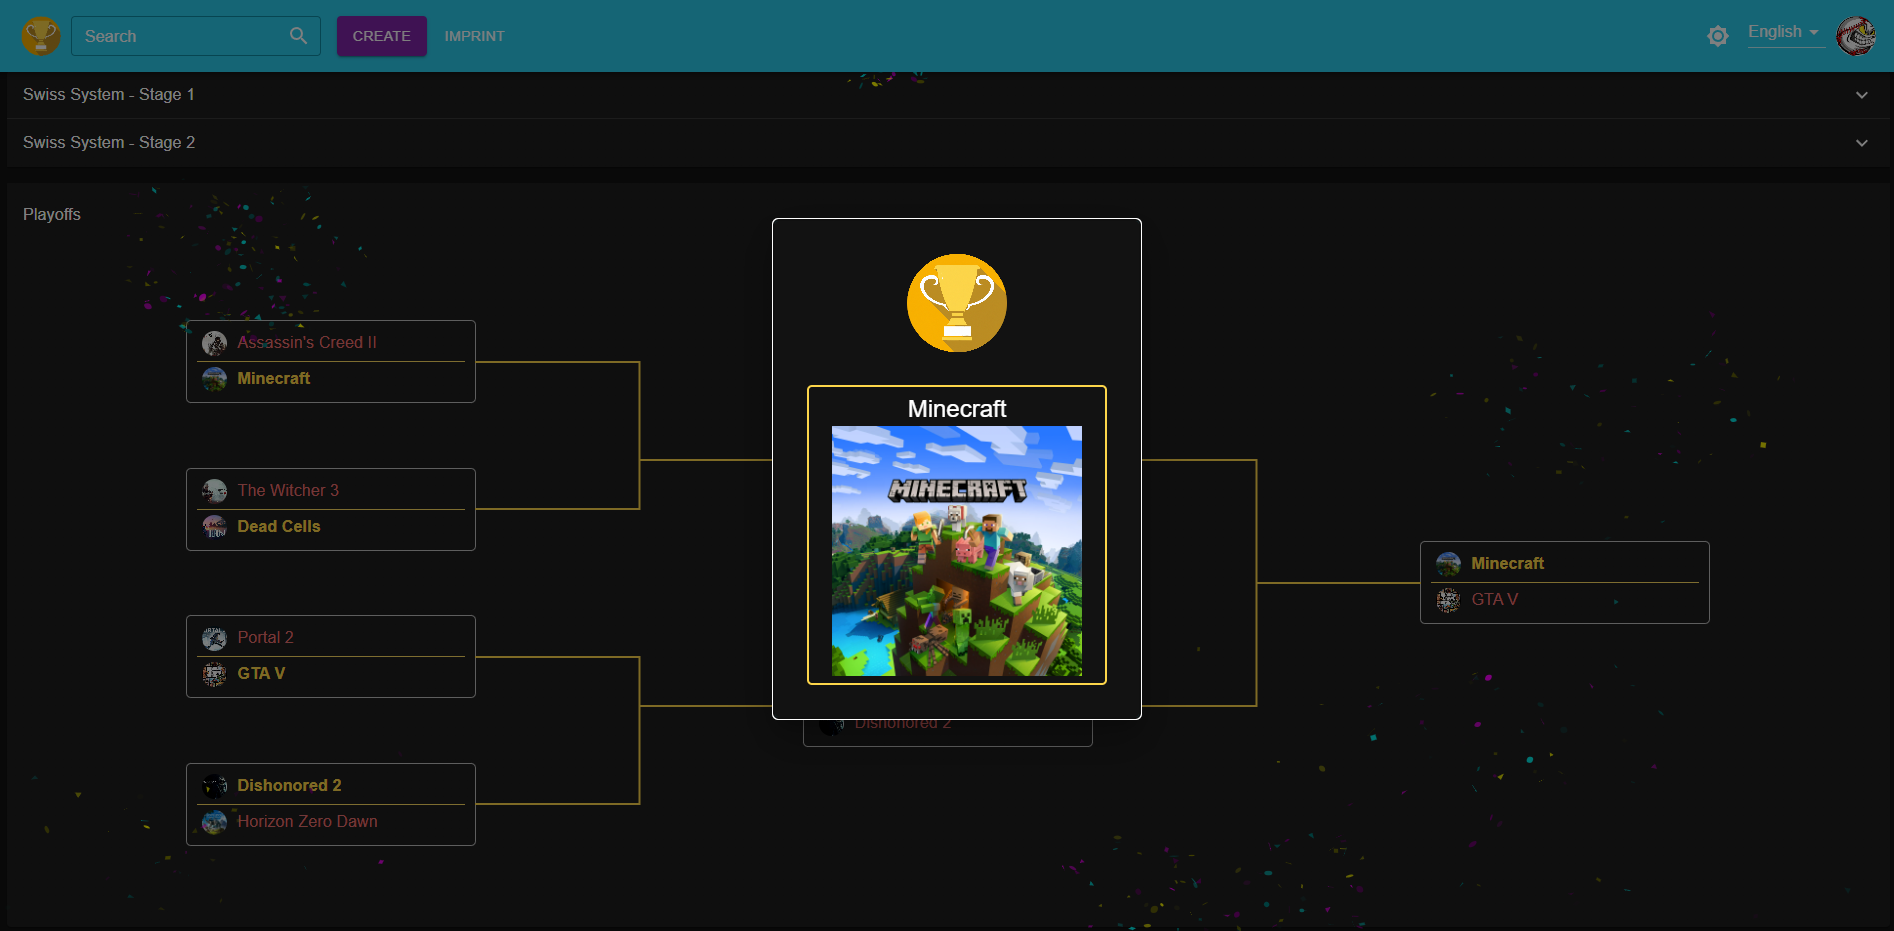 Search
CREATE
IMPRINT
English
Swiss System - Stage 1
Swiss System - Stage 2
Playoffs
Assassin's Creed II
Minecraft
The Witcher 3
Dead Cells
Portal 2
GTA V
Dishonored 2
Horizon Zero Dawn
Minecraft
MINECRAFT
Dishonored 2
Minecraft
GTA V